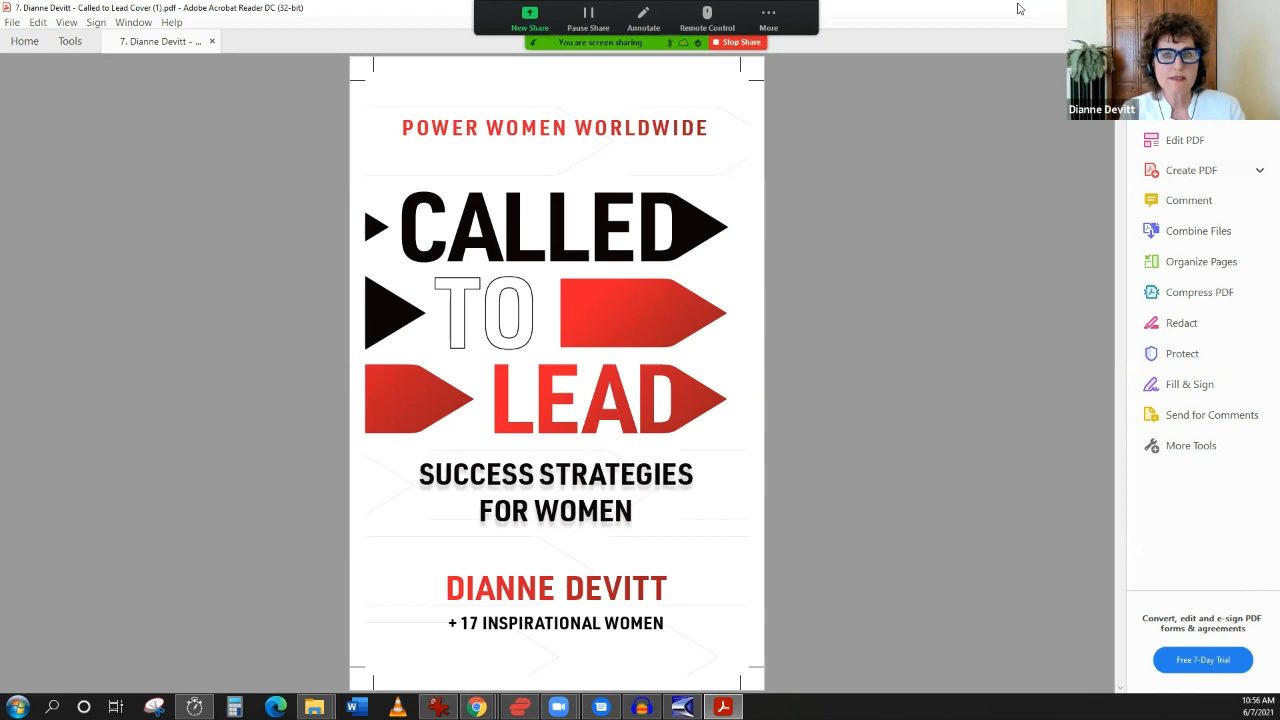 7. Dianne Devitt - Called to Lead Cover (1).pdf - Adobe Acrobat Reader DC (32-bit)
File Edit View Sign Window Help
Home Tools 7. Dianne Devitt - ... ×
New Share Pause Share Annotate Remote Control More
You are screen sharing Stop Share
Dianne Devitt
POWER WOMEN WORLDWIDE
CALLED
TO
LEAD
SUCCESS STRATEGIES
FOR WOMEN
DIANNE DEVITT
+ 17 INSPIRATIONAL WOMEN
Edit PDF
Create PDF
Comment
Combine Files
Organize Pages
Compress PDF
Redact
Protect
Fill & Sign
Send for Comments
More Tools
Convert, edit and e-sign PDF
forms & agreements
Free 7-Day Trial
10:56 AM
6/7/2021